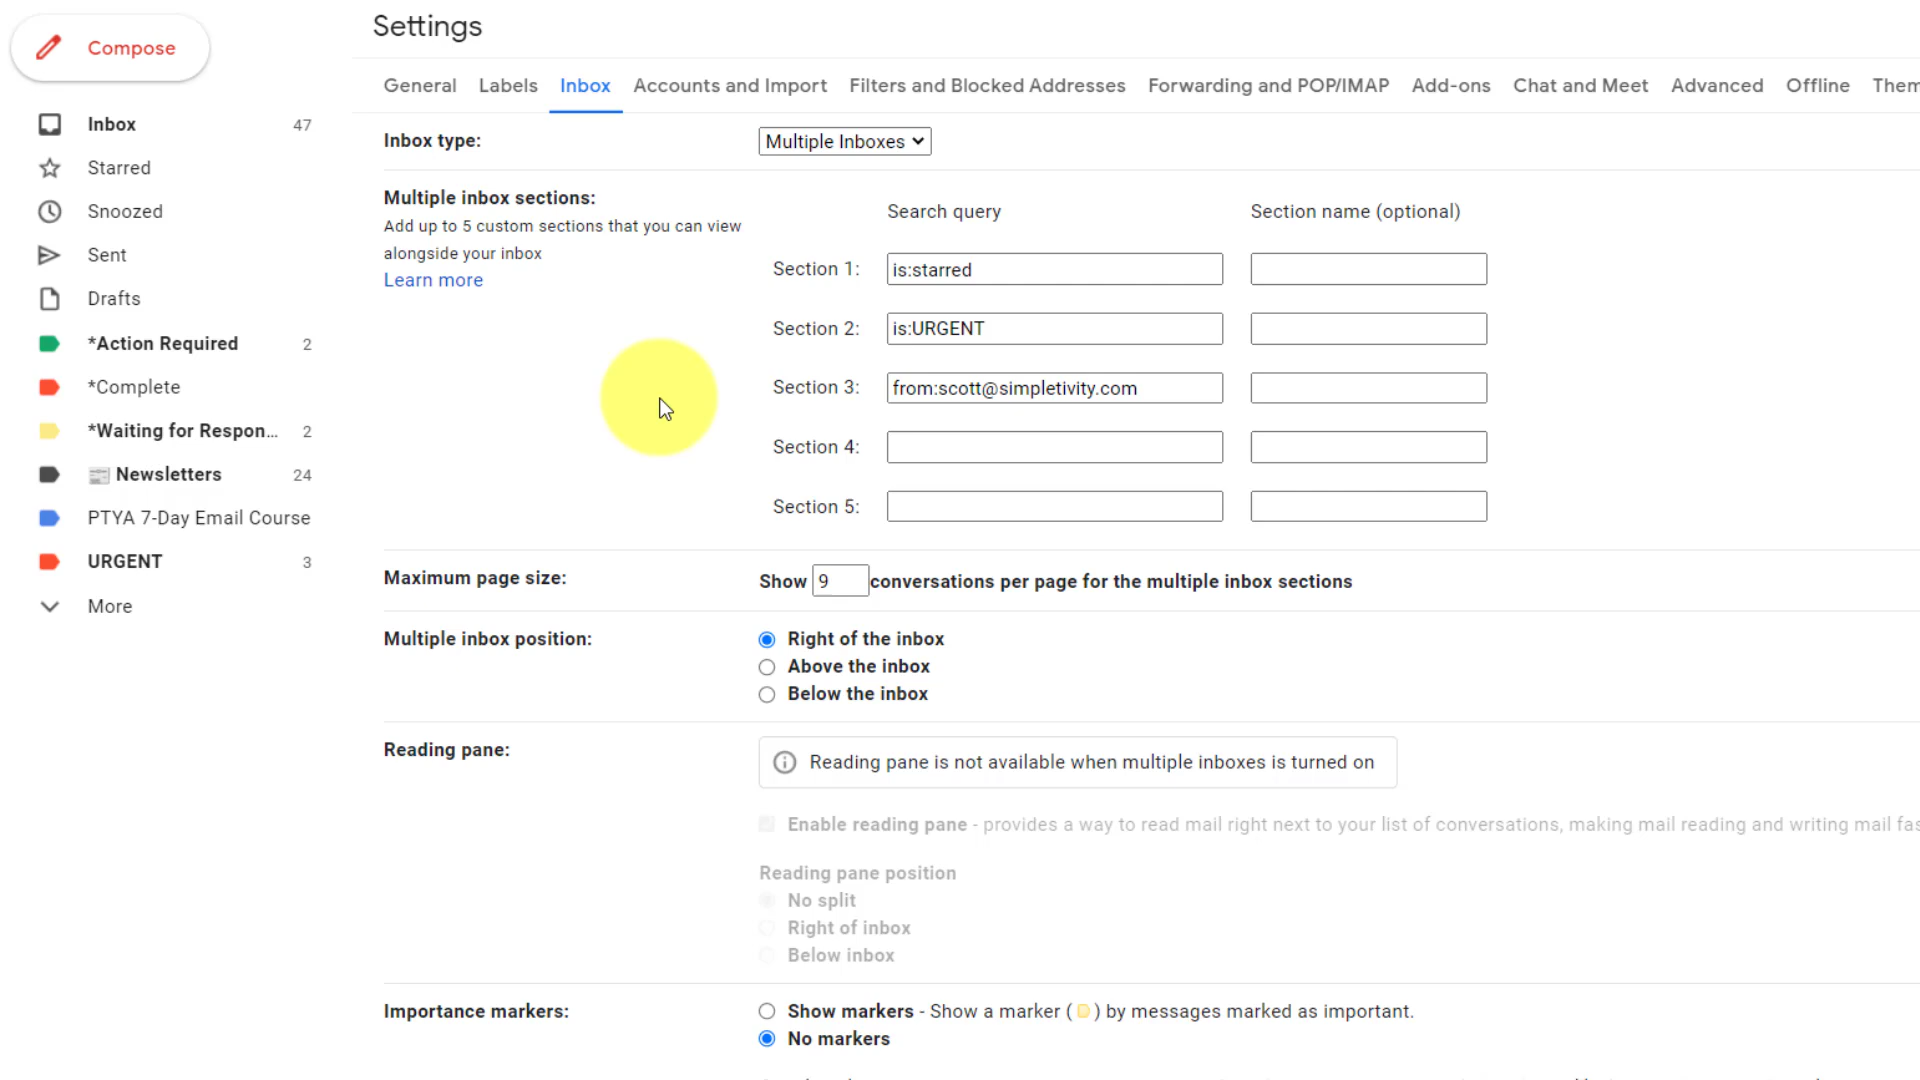 Settings
Compose
General Labels Inbox Accounts and Import Filters and Blocked Addresses Forwarding and POP/IMAP Add-ons Chat and Meet Advanced Offline Them
Inbox 47
Starred
Snoozed
Sent
Drafts
*Action Required 2
*Complete
*Waiting for Respon... 2
Newsletters 24
PTYA 7-Day Email Course
URGENT 3
More
Inbox type: Multiple Inboxes
Multiple inbox sections:
Add up to 5 custom sections that you can view
alongside your inbox
Learn more
Search query Section name (optional)
Section 1: is:starred
Section 2: is:URGENT
Section 3: from:scott@simpletivity.com
Section 4:
Section 5:
Maximum page size: Show 9 conversations per page for the multiple inbox sections
Multiple inbox position: Right of the inbox
Above the inbox
Below the inbox
Reading pane: Reading pane is not available when multiple inboxes is turned on
Enable reading pane - provides a way to read mail right next to your list of conversations, making mail reading and writing mail fas
Reading pane position
No split
Right of inbox
Below inbox
Importance markers: Show markers - Show a marker ( ) by messages marked as important.
No markers